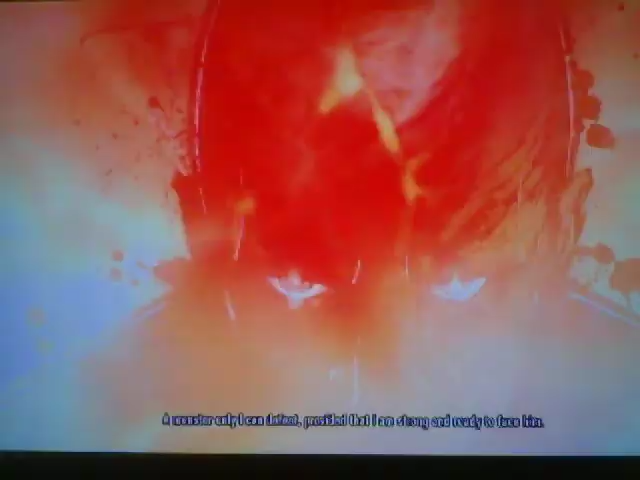 A monster only I can defeat, provided that I am strong and ready to face him.